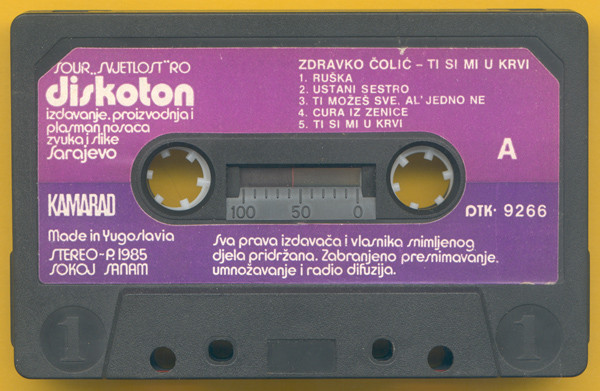 SOUR „SVJETLOST" RO
diskoton
izdavanje, proizvodnja i
plasman nosaca
zvuka i slike
Sarajevo
ZDRAVKO ČOLIĆ – TI SI MI U KRVI
1. RUŠKA
2. USTANI SESTRO
3. TI MOŽEŠ SVE, AL' JEDNO NE
4. CURA IZ ZENICE
5. TI SI MI U KRVI
A
100 50 0
KAMARAD
DTK- 9266
Made in Yugoslavia
STEREO-P. 1985
SOKOJ SANAM
Sva prava izdavača i vlasnika snimljenog
djela pridržana. Zabranjeno presnimavanje,
umnožavanje i radio difuzija.
1
1